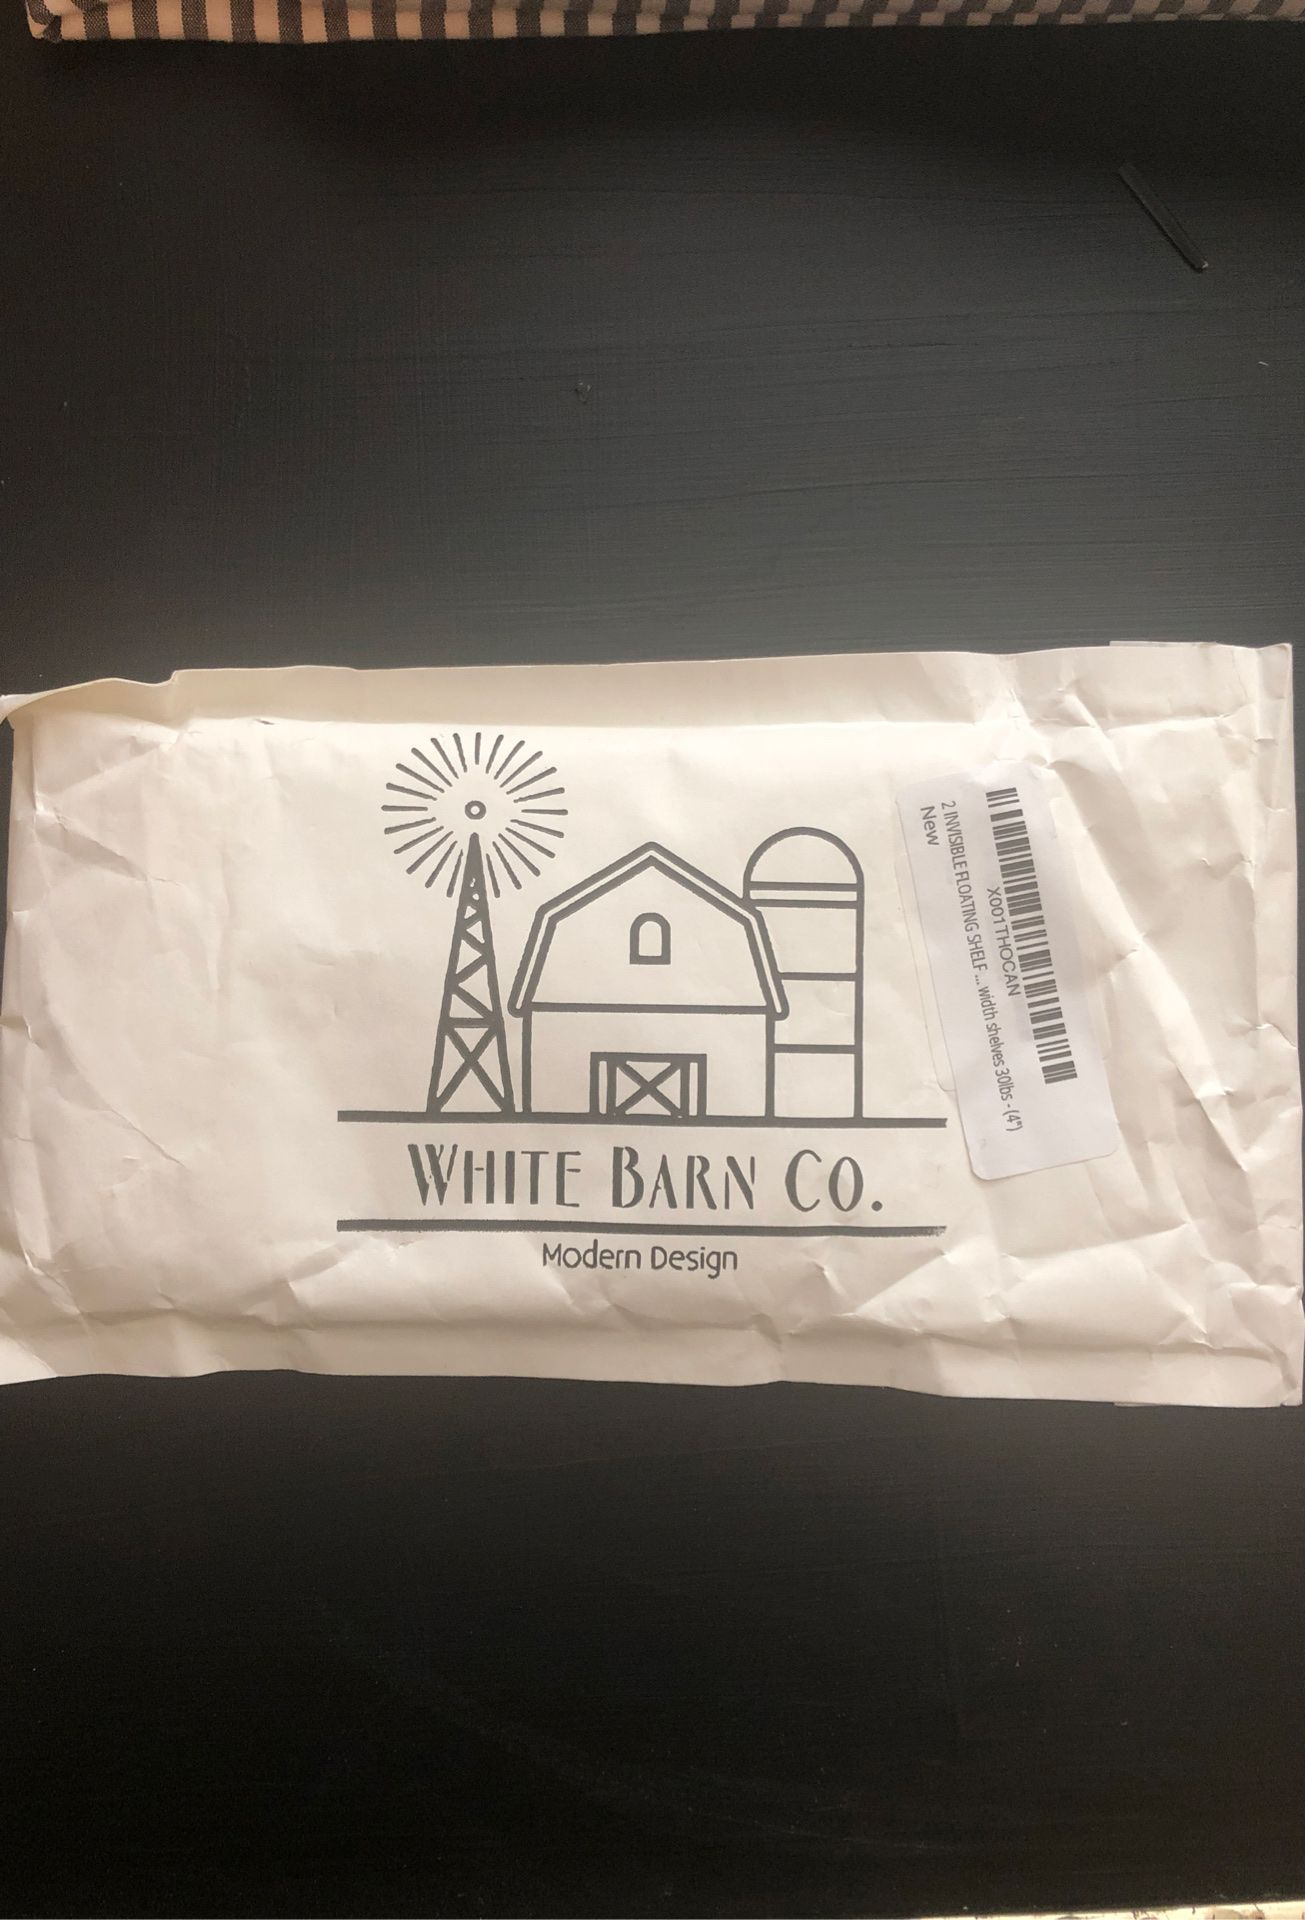 WHITE BARN CO.
Modern Design
X001THOCAN
2 INVISIBLE FLOATING SHELF ... width shelves 30lbs - (4")
New